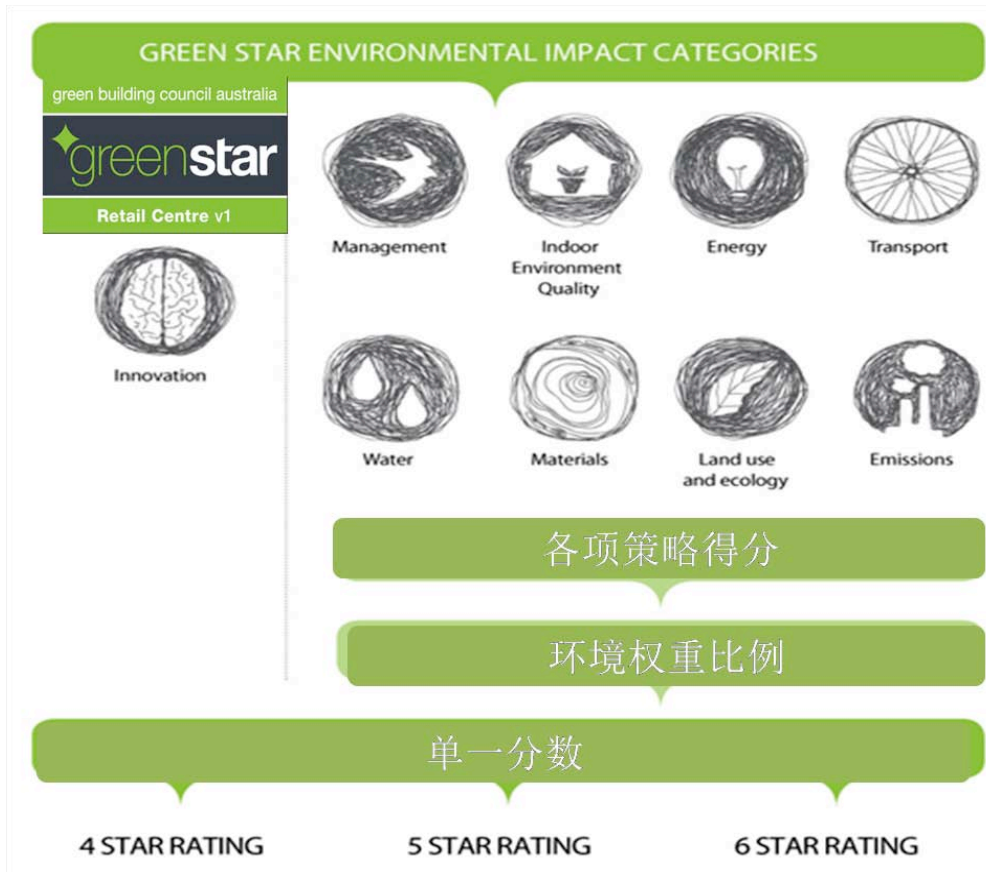 GREEN STAR ENVIRONMENTAL IMPACT CATEGORIES
green building council australia
greenstar
Retail Centre v1
Innovation
Management
Indoor
Environment
Quality
Energy
Transport
Water
Materials
Land use
and ecology
Emissions
各项策略得分
环境权重比例
单一分数
4 STAR RATING
5 STAR RATING
6 STAR RATING